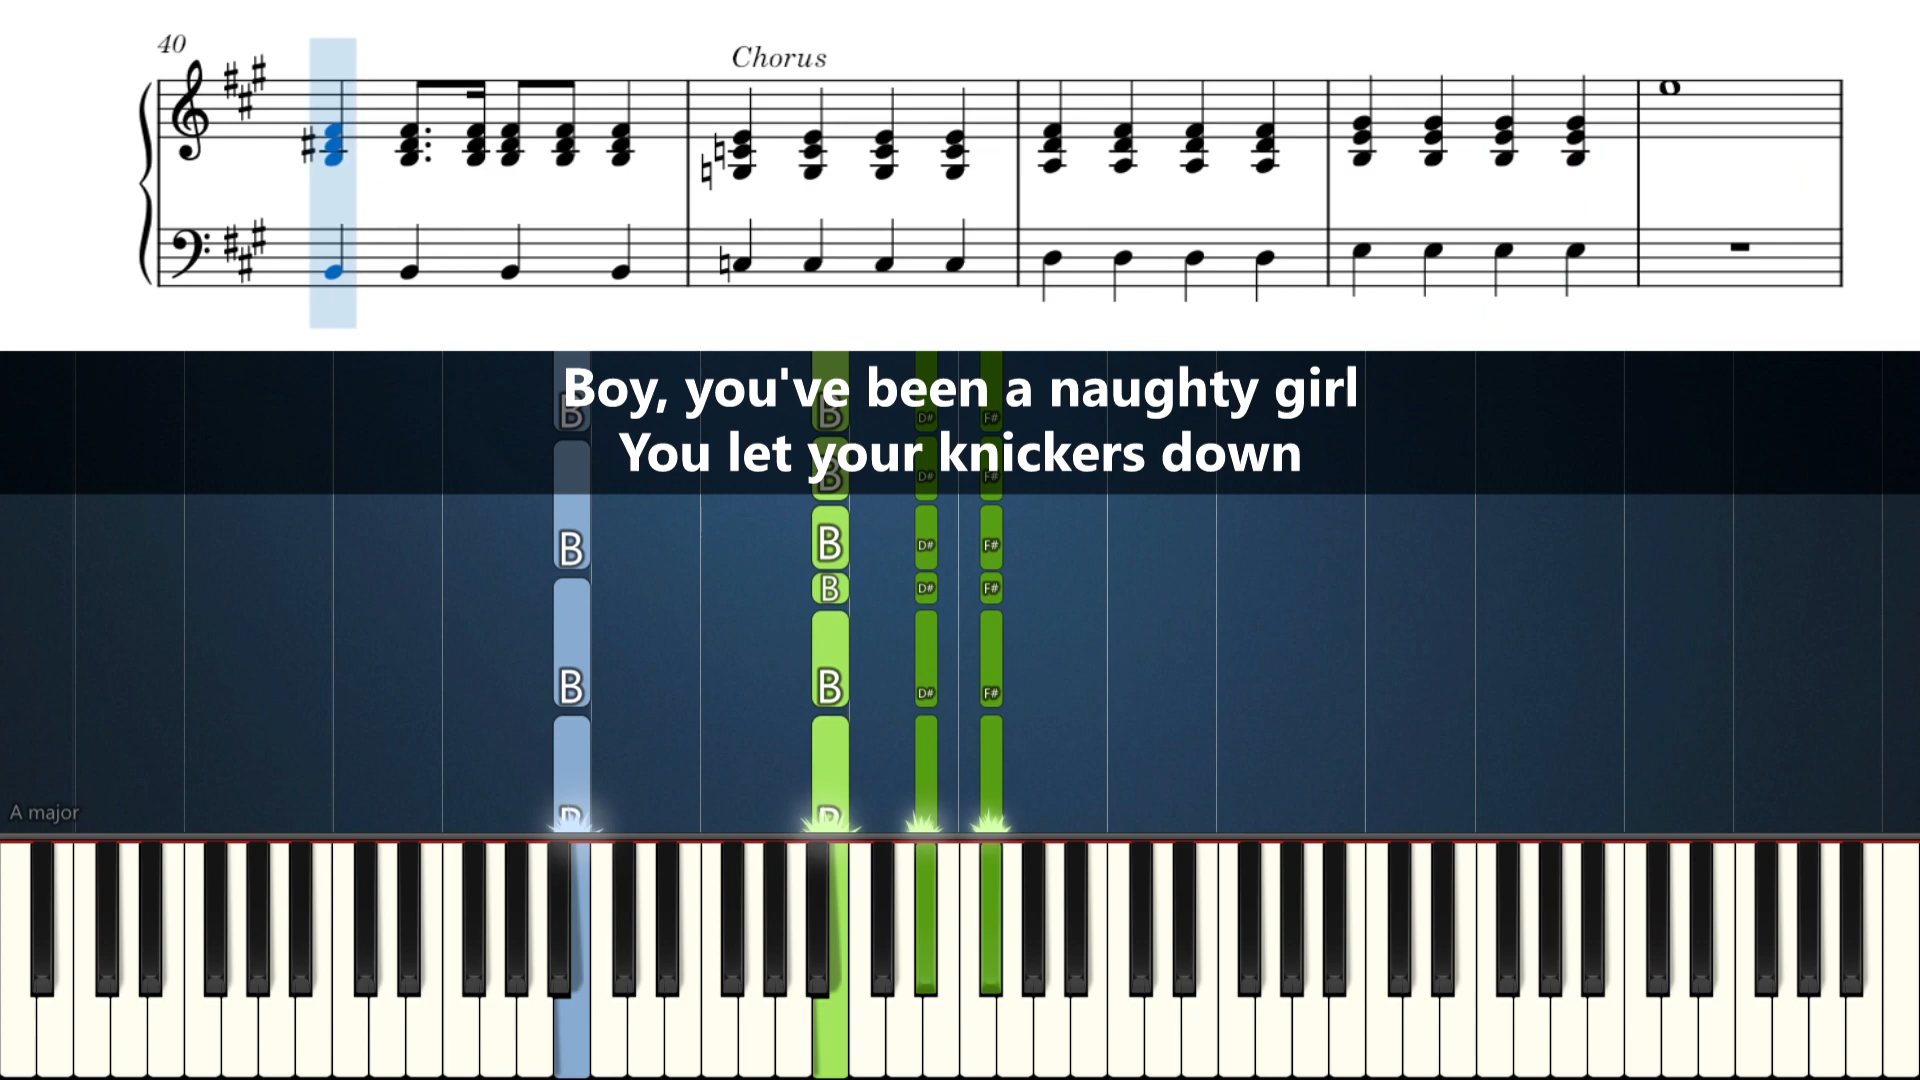 40
Chorus
Boy, you've been a naughty girl
You let your knickers down
B B D# F#
B D# F#
B B D# F#
B D# F#
B B D# F#
A major
B B